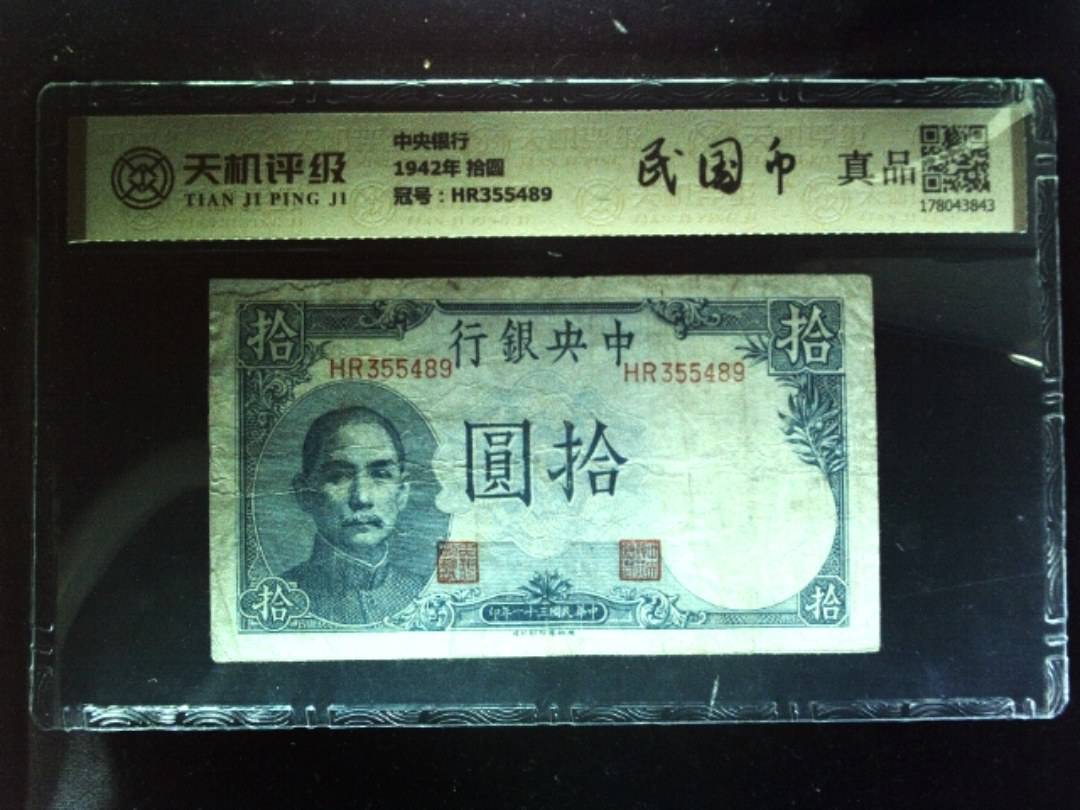 天机评级
TIAN JI PING JI
中央银行
1942年 拾圆
冠号：HR355489
民国币
真品
178043843
拾
拾
中央銀行
HR355489
HR355489
拾圓
中華民國三十一年印
拾
拾